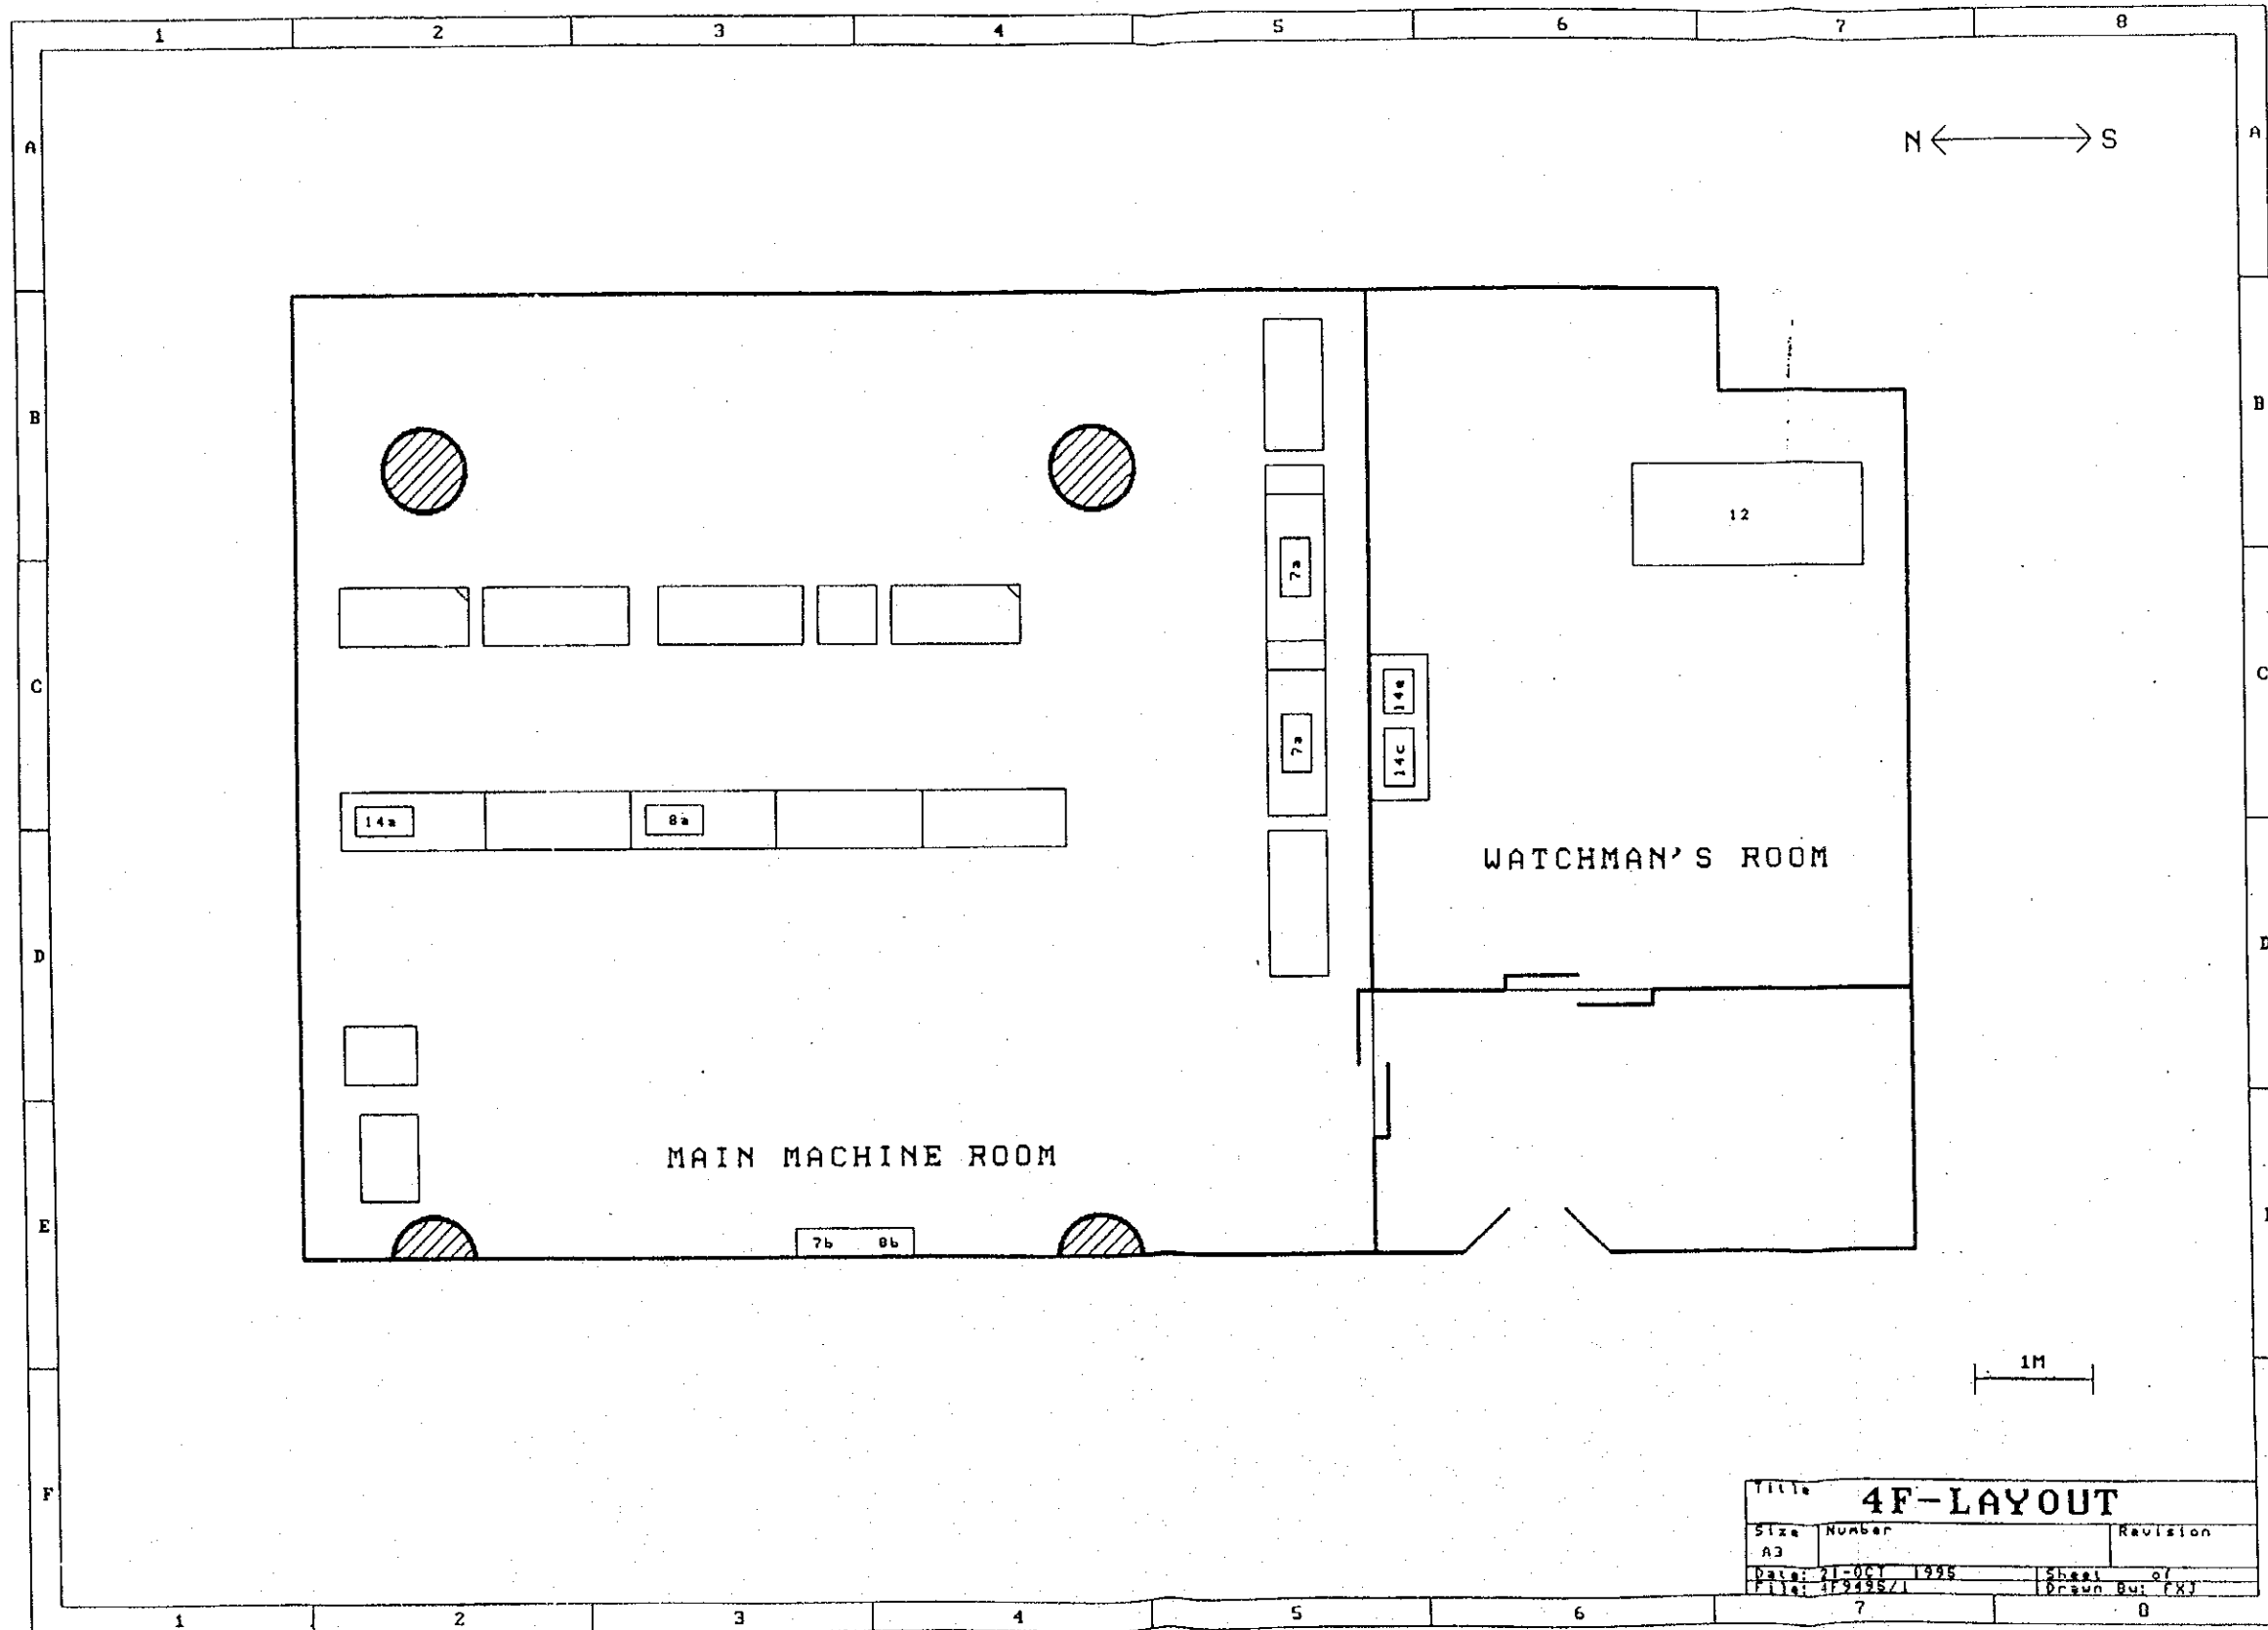 1 2 3 4 5 6 7 8
A A
N S
B B
12
7a
C C
14e
7a
14c
14a 8a
WATCHMAN'S ROOM
D D
MAIN MACHINE ROOM
E
7b 8b
1M
F
Title
4F-LAYOUT
Size Number Revision
A3
Date: 21-OCT 1995 Sheet of
File: Drawn By: FXJ
1 2 3 4 5 6 7 8